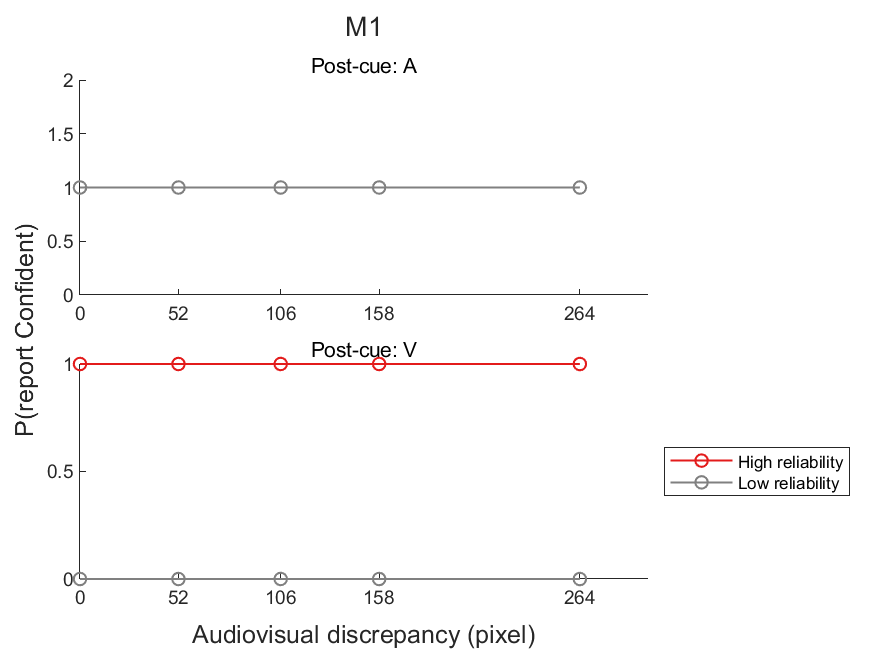 M1
Post-cue: A
2
1.5
1
0.5
0
0 52 106 158 264
P(report Confident)
Post-cue: V
1
0.5
0
0 52 106 158 264
Audiovisual discrepancy (pixel)
High reliability
Low reliability